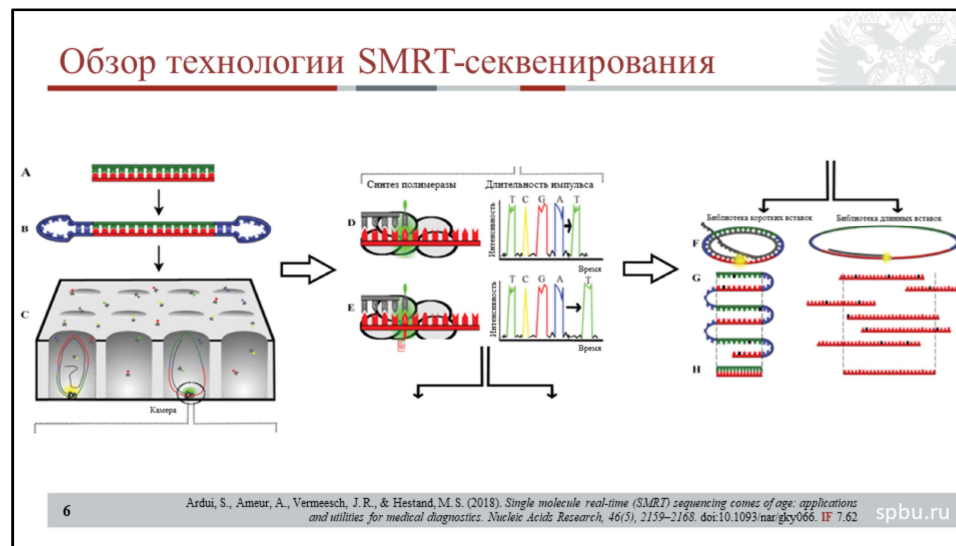 Обзор технологии SMRT-секвенирования
A
B
C
Камера
Синтез полимеразы
Длительность импульса
D
Интенсивность
T C G A T
Время
E
Интенсивность
T C G A T
Время
Библиотека коротких вставок
Библиотека длинных вставок
F
G
H
6
Ardui, S., Ameur, A., Vermeesch, J. R., & Hestand, M. S. (2018). Single molecule real-time (SMRT) sequencing comes of age: applications
and utilities for medical diagnostics. Nucleic Acids Research, 46(5), 2159–2168. doi:10.1093/nar/gky066. IF 7.62
spbu.ru